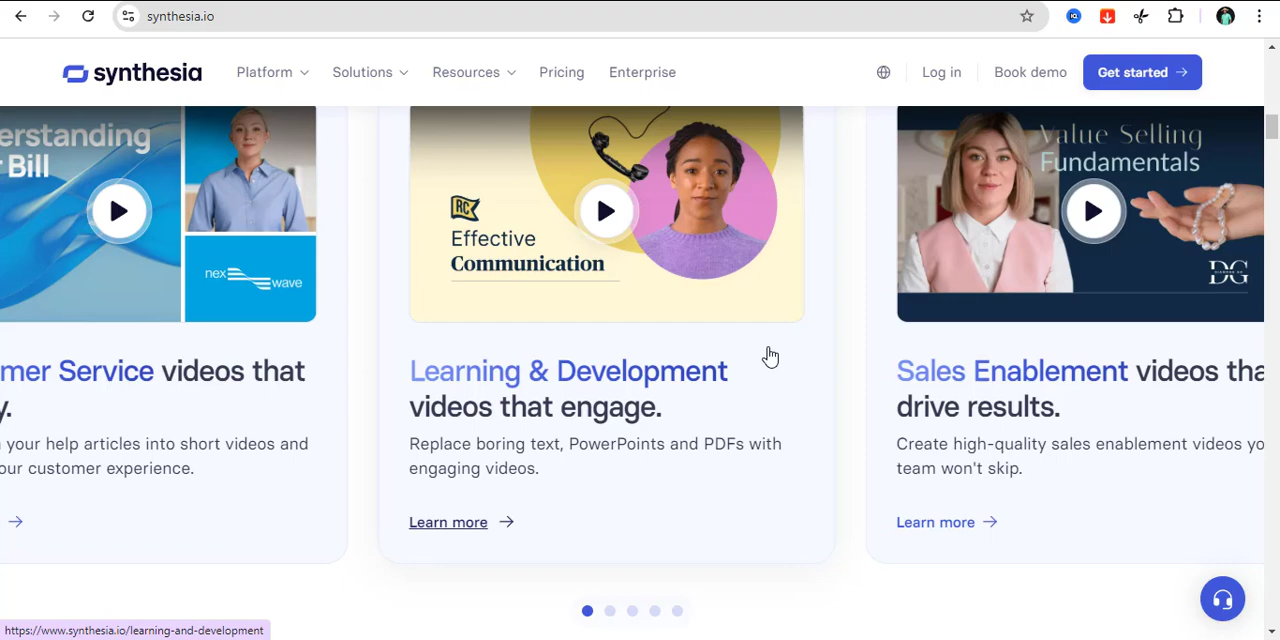 synthesia.io
synthesia
Platform
Solutions
Resources
Pricing
Enterprise
Log in
Book demo
Get started →
erstanding
Bill
nex wave
mer Service videos that
y.
your help articles into short videos and
our customer experience.
→
RC
Effective
Communication
Learning & Development
videos that engage.
Replace boring text, PowerPoints and PDFs with
engaging videos.
Learn more →
Value Selling
Fundamentals
DG
Sales Enablement videos tha
drive results.
Create high-quality sales enablement videos yo
team won't skip.
Learn more →
https://www.synthesia.io/learning-and-development